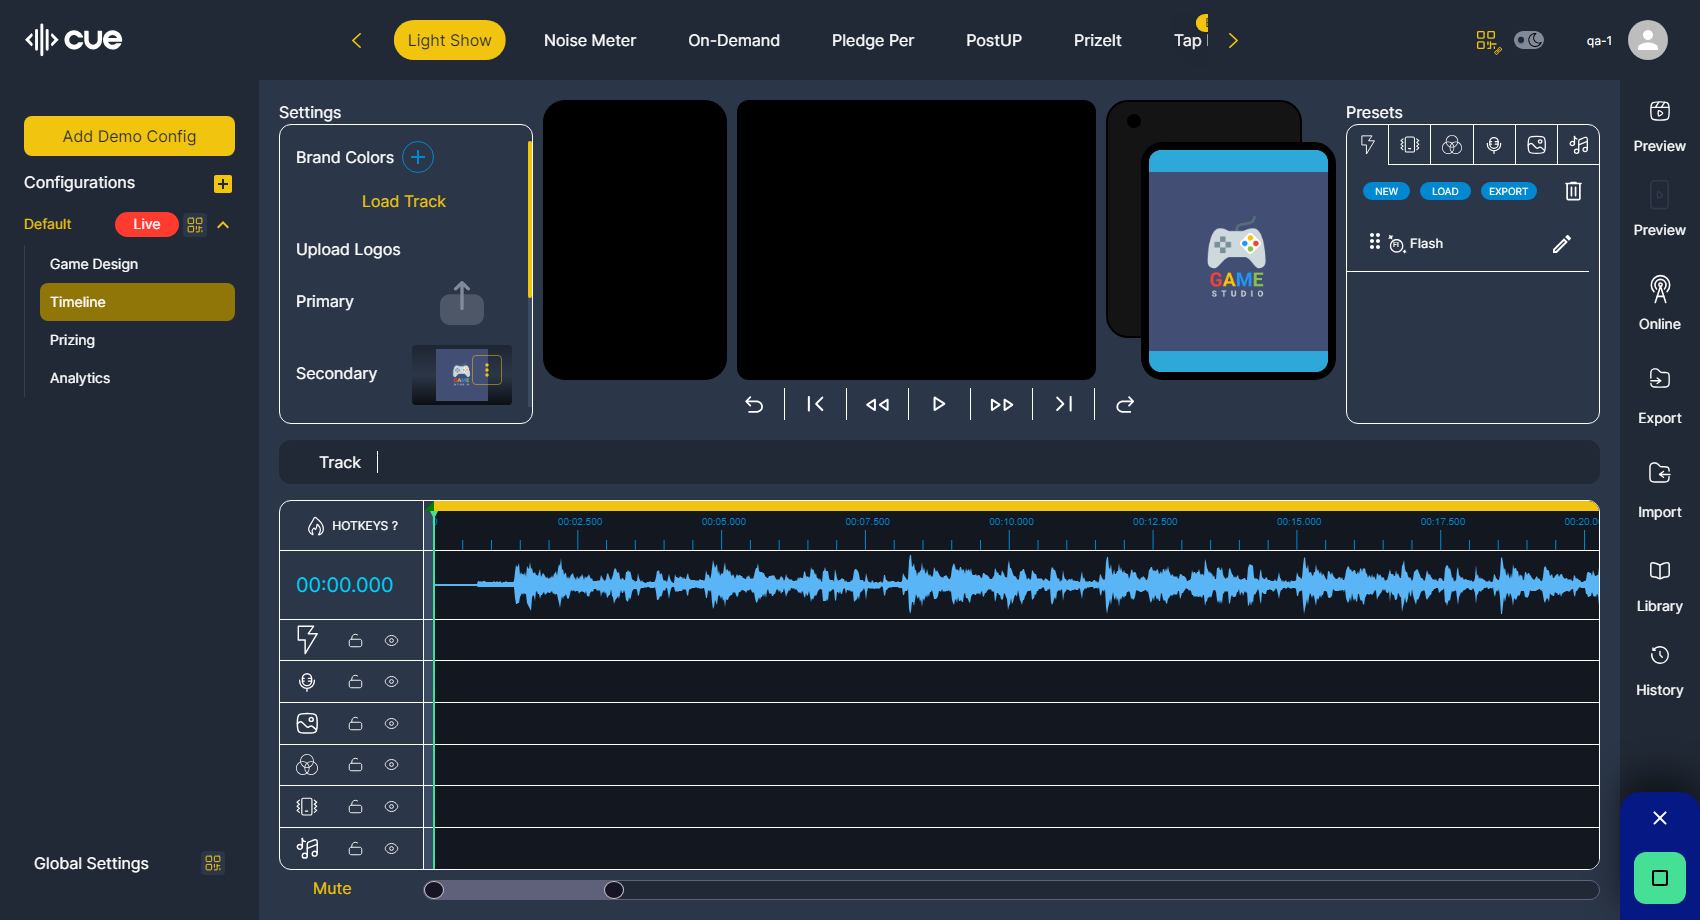 cue
Light Show
Noise Meter
On-Demand
Pledge Per
PostUP
PrizeIt
Tap
qa-1
Add Demo Config
Configurations
Default
Live
Game Design
Timeline
Prizing
Analytics
Global Settings
Settings
Brand Colors
Load Track
Upload Logos
Primary
Secondary
GAME
STUDIO
Presets
NEW
LOAD
EXPORT
Fl
Flash
Preview
Preview
Online
Export
Import
Library
History
Track
HOTKEYS ?
00:02.500
00:05.000
00:07.500
00:10.000
00:12.500
00:15.000
00:17.500
00:20.0
00:00.000
Mute